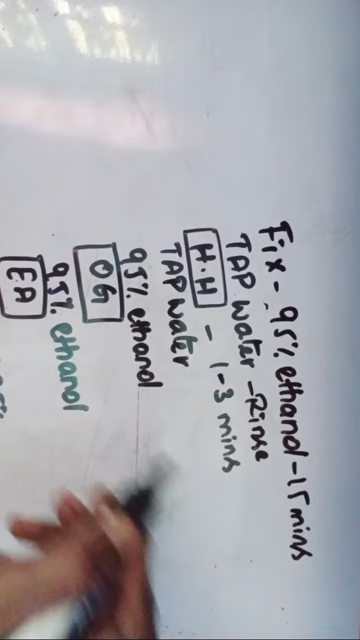 Fix - 95% ethanol - 15 mins
TAP water - Rinse
H.H - 1-3 mins
TAP water
95% ethanol
OG
95% ethanol
EA